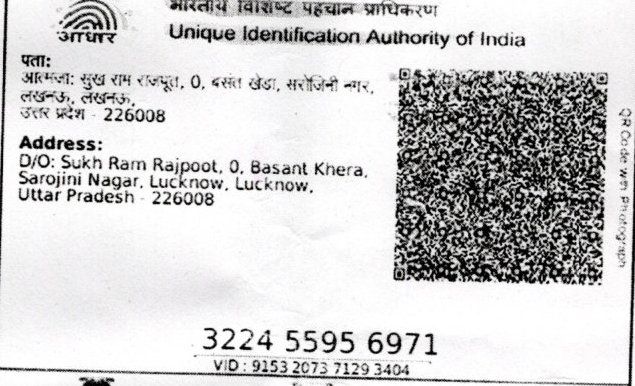 भारतीय विशिष्ट पहचान प्राधिकरण
आधार
Unique Identification Authority of India
पता:
आत्मजा: सुख राम राजपूत, 0, बसंत खेडा, सरोजिनी नगर,
लखनऊ, लखनऊ,
उत्तर प्रदेश - 226008
Address:
D/O: Sukh Ram Rajpoot, 0, Basant Khera,
Sarojini Nagar, Lucknow, Lucknow,
Uttar Pradesh - 226008
QR Code with Photograph
3224 5595 6971
VID : 9153 2073 7129 3404